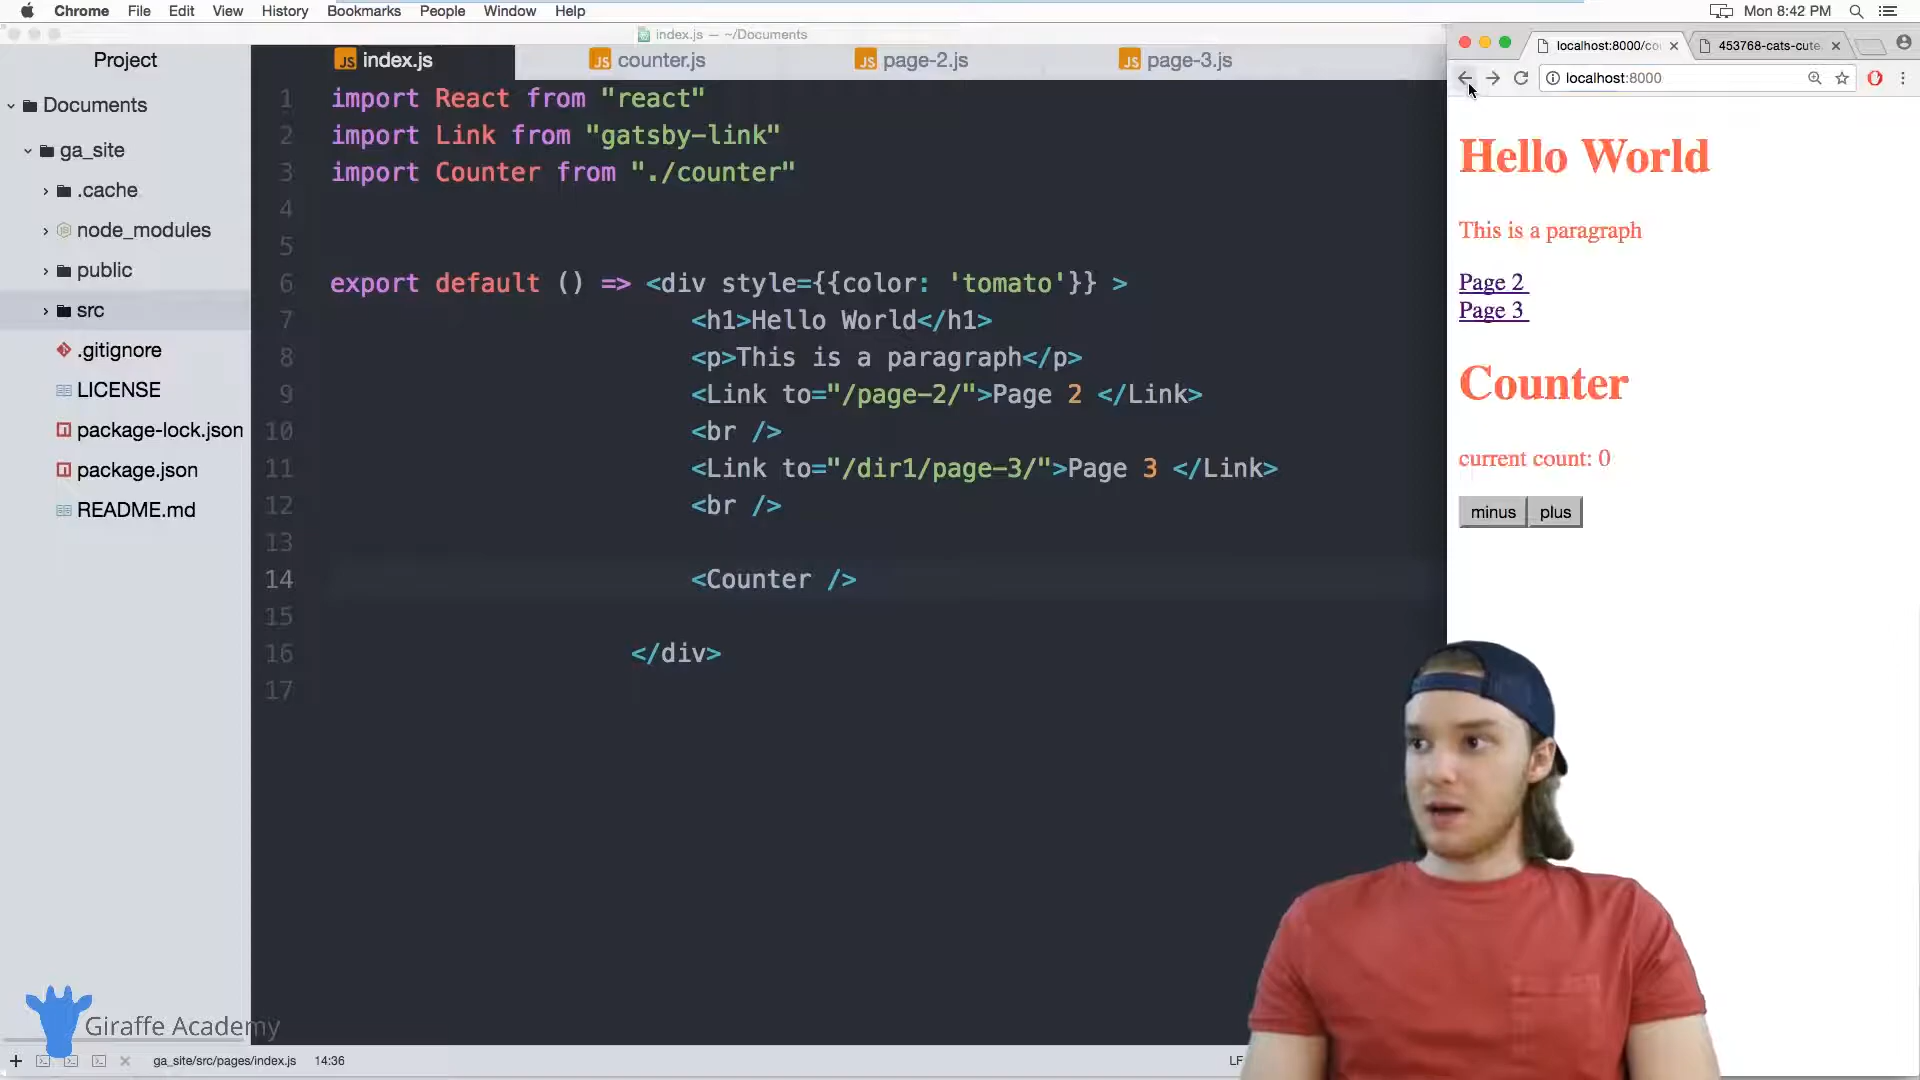 Chrome File Edit View History Bookmarks People Window Help
Mon 8:42 PM
index.js — ~/Documents
Project
Documents
ga_site
.cache
node_modules
public
src
.gitignore
LICENSE
package-lock.json
package.json
README.md
index.js
counter.js
page-2.js
page-3.js
1 import React from "react"
2 import Link from "gatsby-link"
3 import Counter from "./counter"
4
5
6 export default () => <div style={{color: 'tomato'}} >
7 <h1>Hello World</h1>
8 <p>This is a paragraph</p>
9 <Link to="/page-2/">Page 2 </Link>
10 <br />
11 <Link to="/dir1/page-3/">Page 3 </Link>
12 <br />
13
14 <Counter />
15
16 </div>
17
localhost:8000/co
453768-cats-cute.
localhost:8000
Hello World
This is a paragraph
Page 2
Page 3
Counter
current count: 0
minus plus
Giraffe Academy
ga_site/src/pages/index.js 14:36
LF